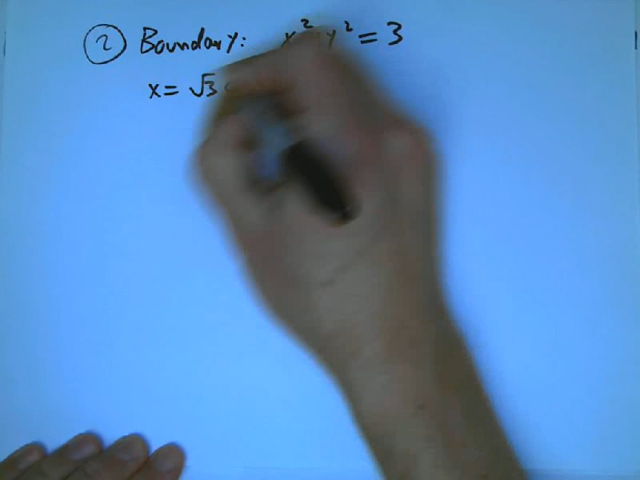 ② Boundary: x² y² = 3
x = √3